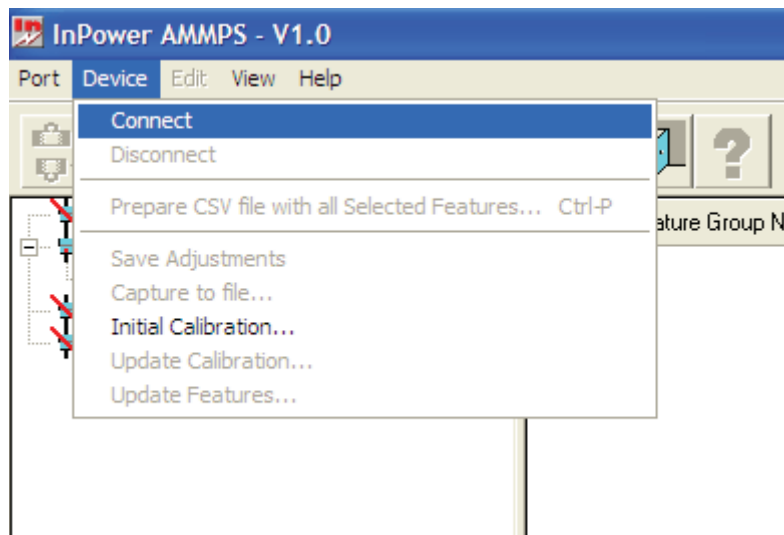 InPower AMMPS - V1.0
Port Device Edit View Help
Connect
Disconnect
Prepare CSV file with all Selected Features... Ctrl-P
Save Adjustments
Capture to file...
Initial Calibration...
Update Calibration...
Update Features...
ature Group N